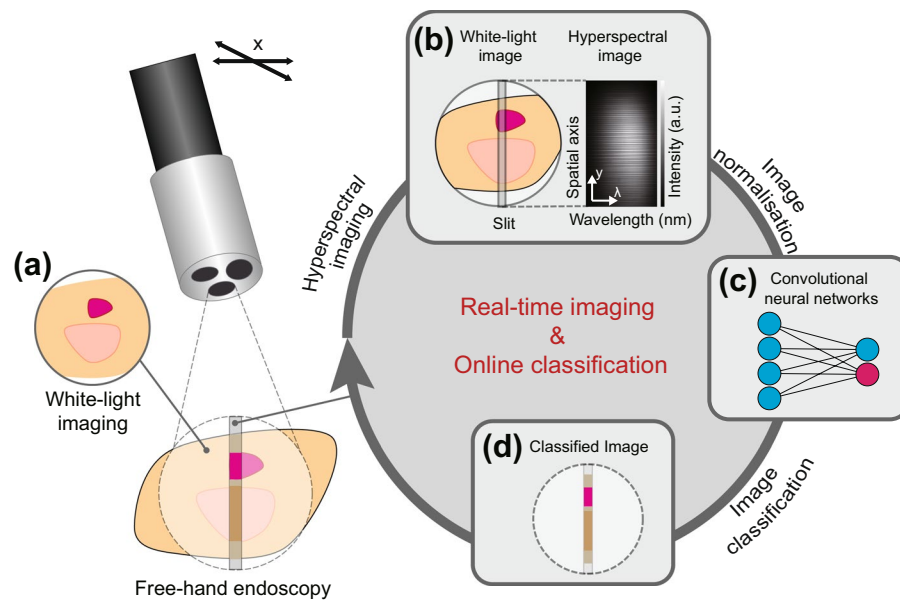 x
(a)
White-light
imaging
Free-hand endoscopy
Hyperspectral
imaging
(b)
White-light
image
Hyperspectral
image
Slit
Spatial axis
y
λ
Wavelength (nm)
Intensity (a.u.)
Image
normalisation
(c)
Convolutional
neural networks
Real-time imaging
&
Online classification
Image
classification
(d)
Classified Image